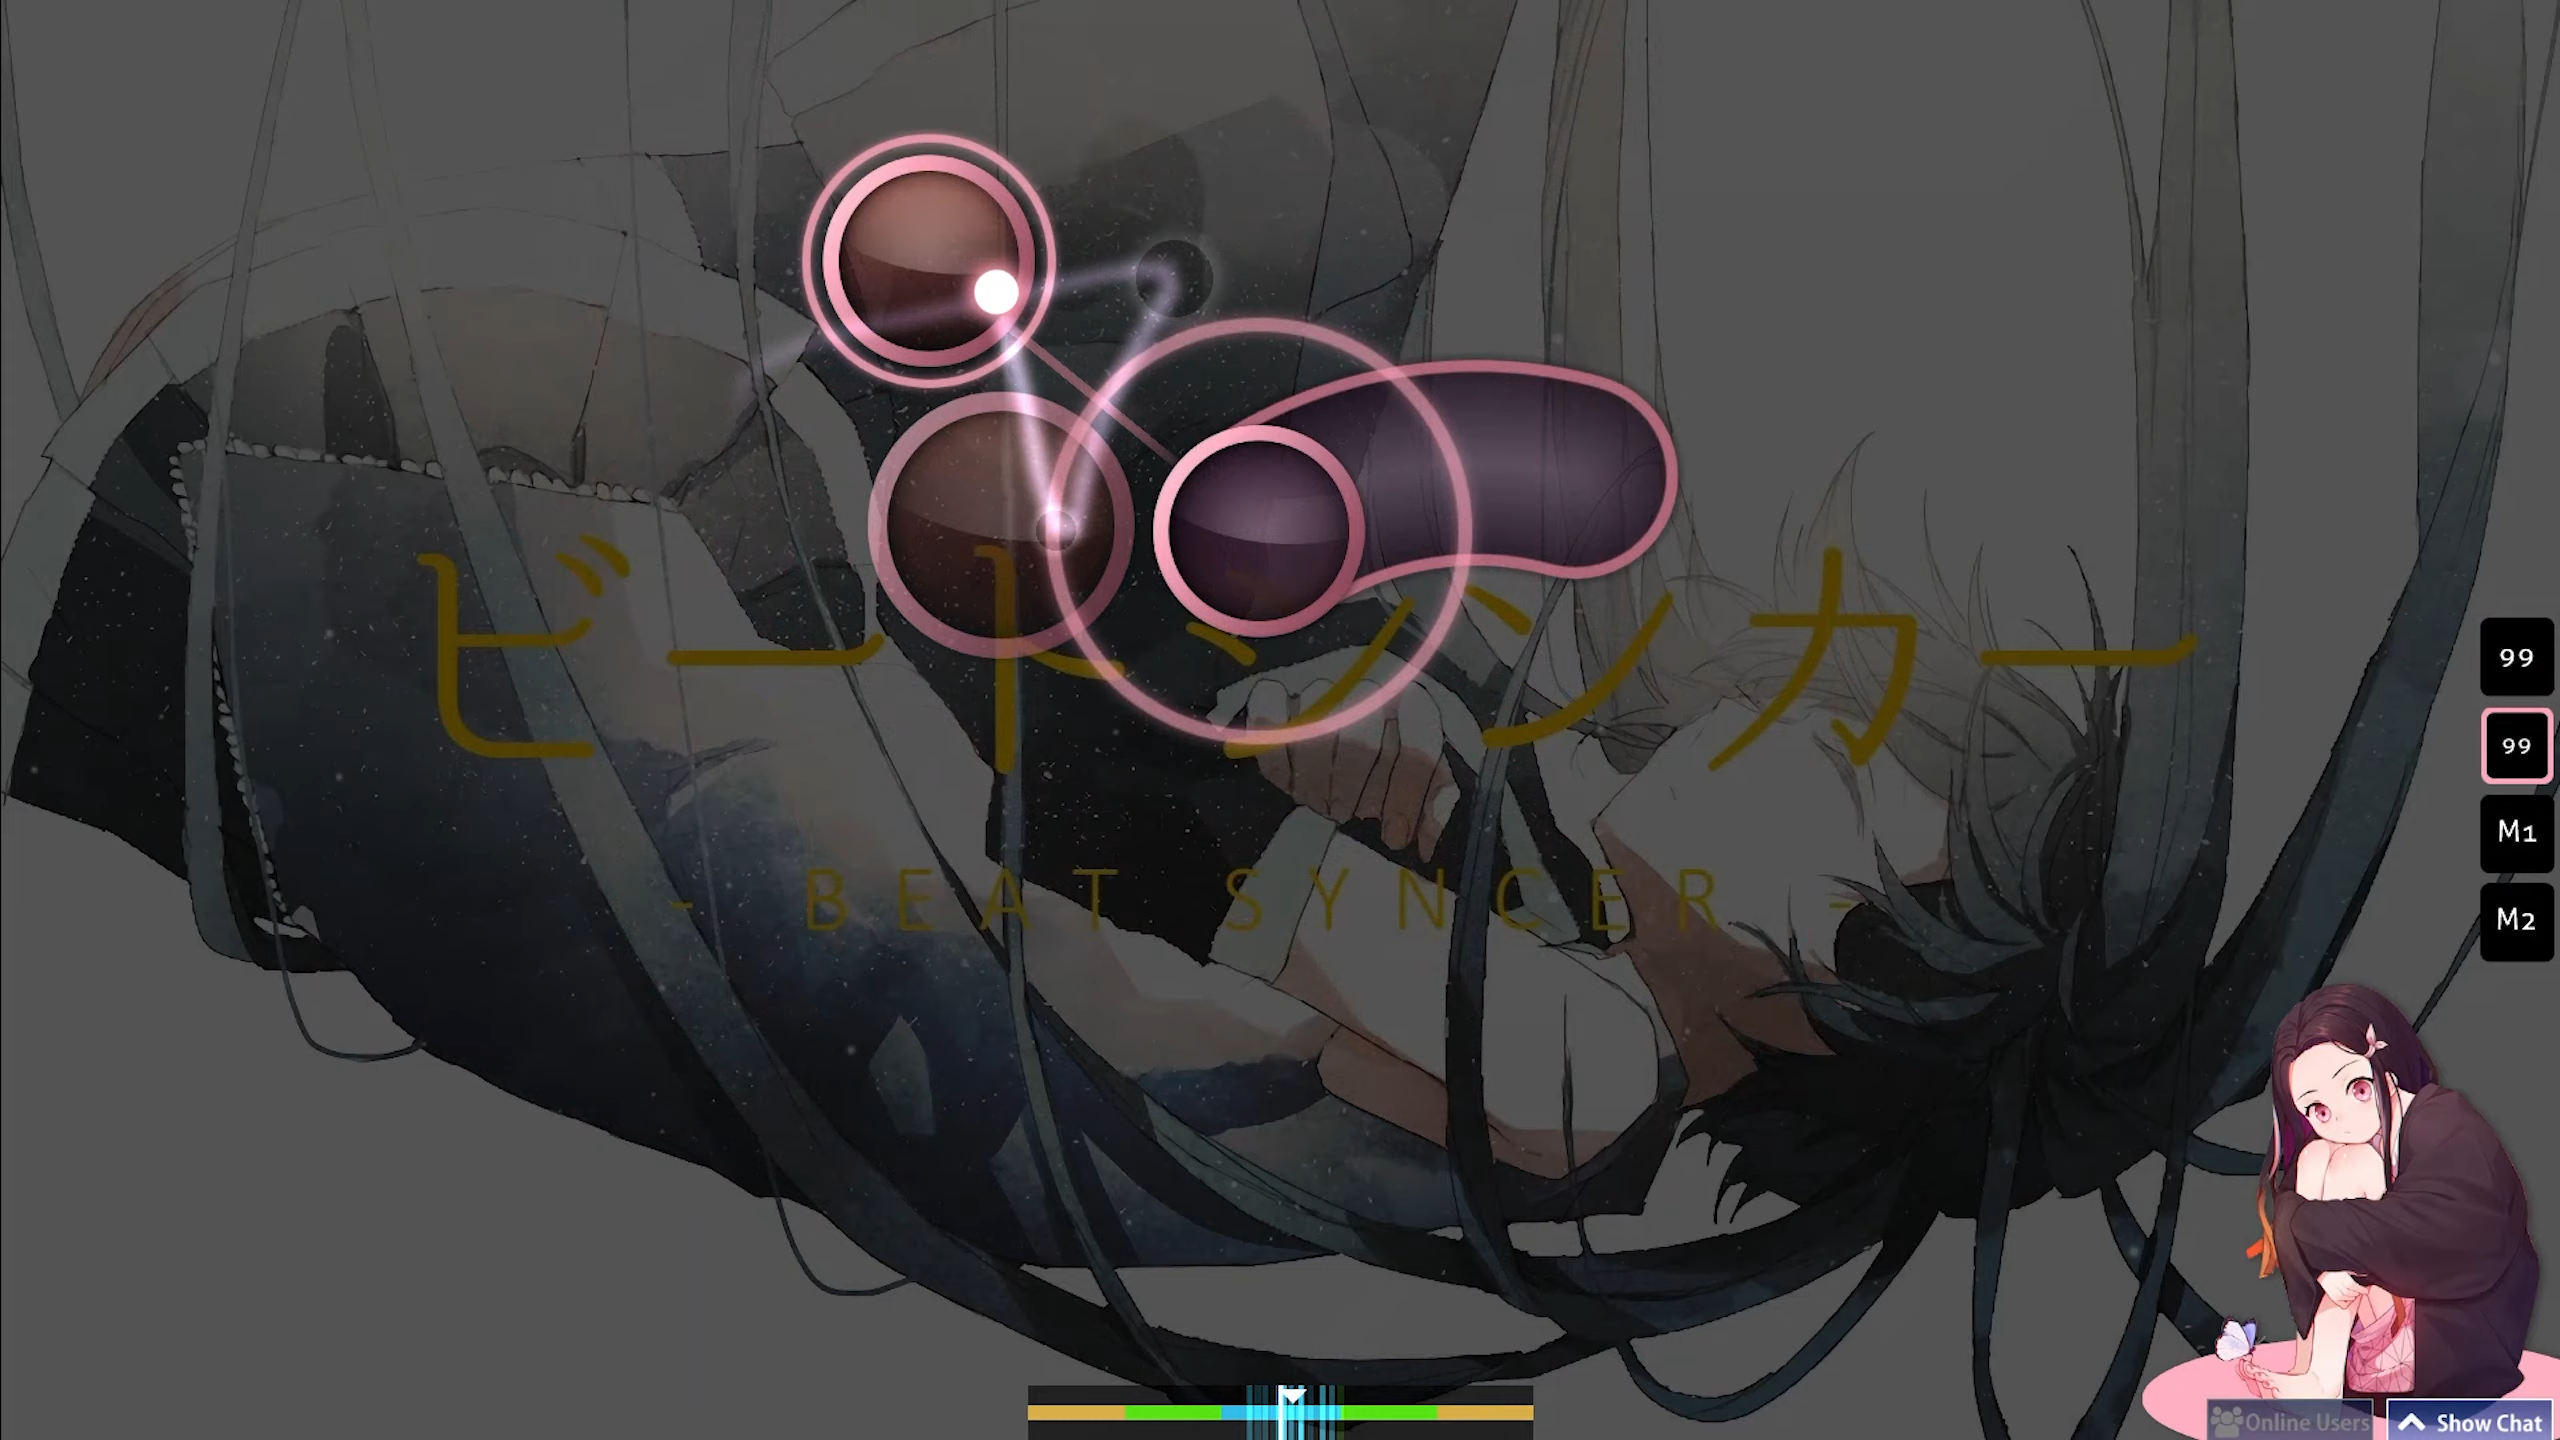 ビートシンカー
- BEAT SYNCER -
99
99
M1
M2
Online Users
Show Chat